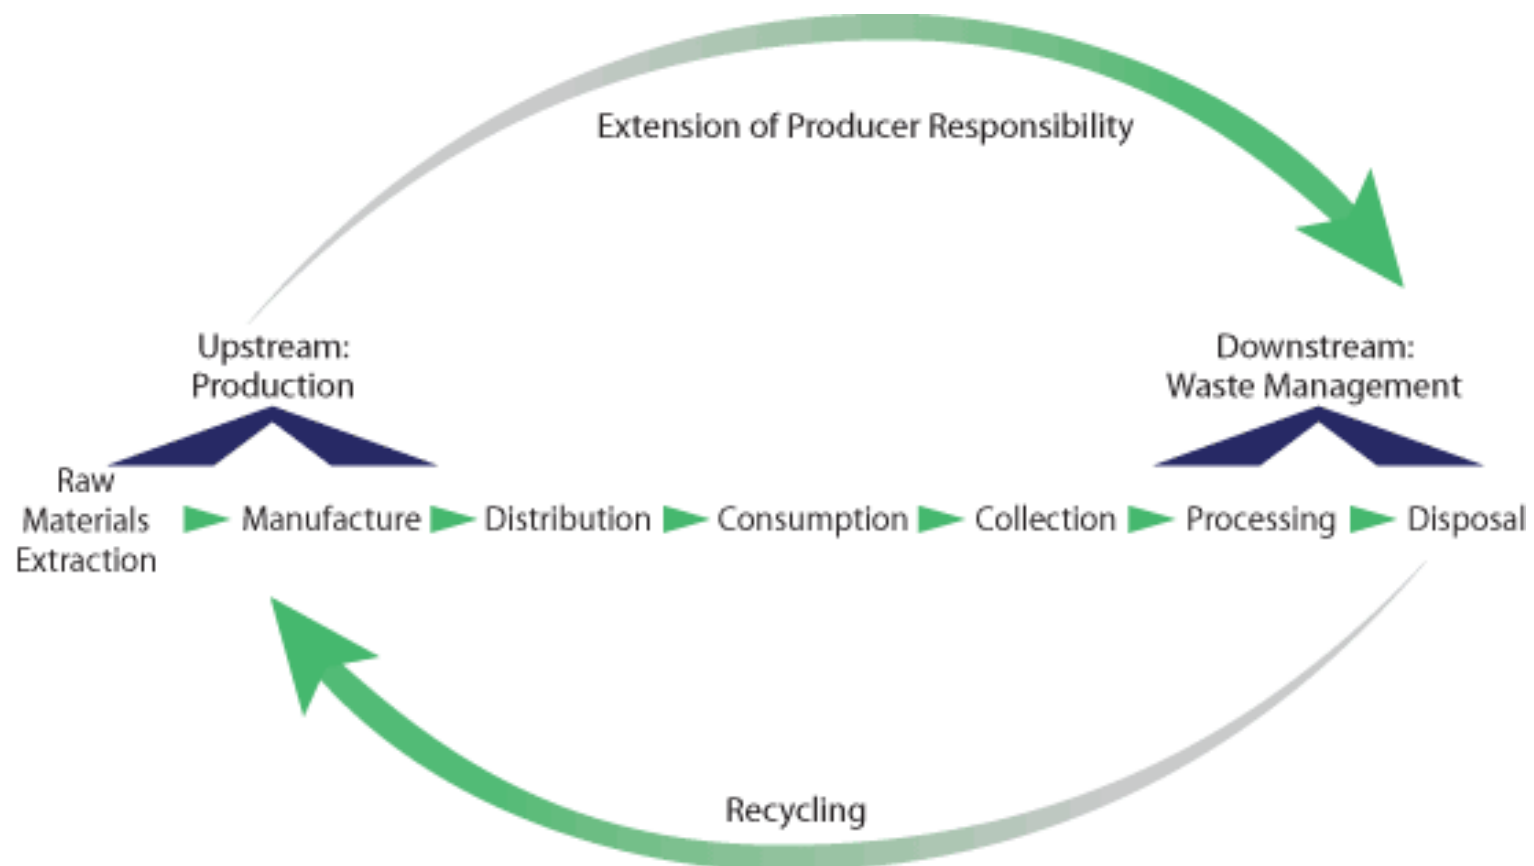 Extension of Producer Responsibility
Upstream:
Production
Downstream:
Waste Management
Raw
Materials
Extraction
Manufacture
Distribution
Consumption
Collection
Processing
Disposal
Recycling